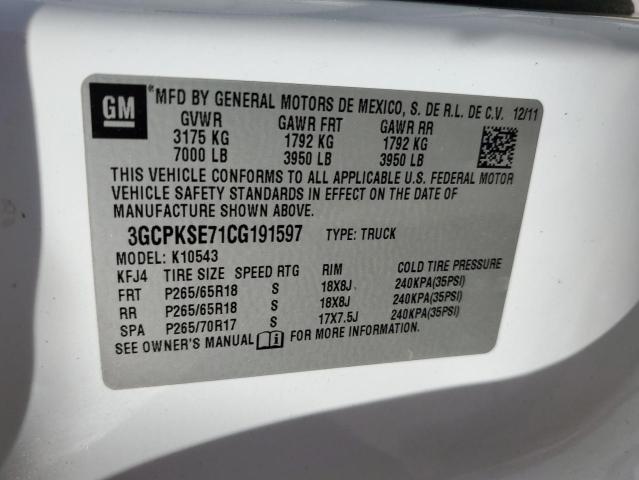 GM
*MFD BY GENERAL MOTORS DE MEXICO, S. DE R.L. DE C.V. 12/11
GVWR GAWR FRT GAWR RR
3175 KG 1792 KG 1792 KG
7000 LB 3950 LB 3950 LB
THIS VEHICLE CONFORMS TO ALL APPLICABLE U.S. FEDERAL MOTOR
VEHICLE SAFETY STANDARDS IN EFFECT ON THE DATE OF
MANUFACTURE SHOWN ABOVE.
3GCPKSE71CG191597 TYPE: TRUCK
MODEL: K10543
KFJ4 TIRE SIZE SPEED RTG RIM COLD TIRE PRESSURE
FRT P265/65R18 S 18X8J 240KPA(35PSI)
RR P265/65R18 S 18X8J 240KPA(35PSI)
SPA P265/70R17 S 17X7.5J 240KPA(35PSI)
SEE OWNER'S MANUAL i FOR MORE INFORMATION.